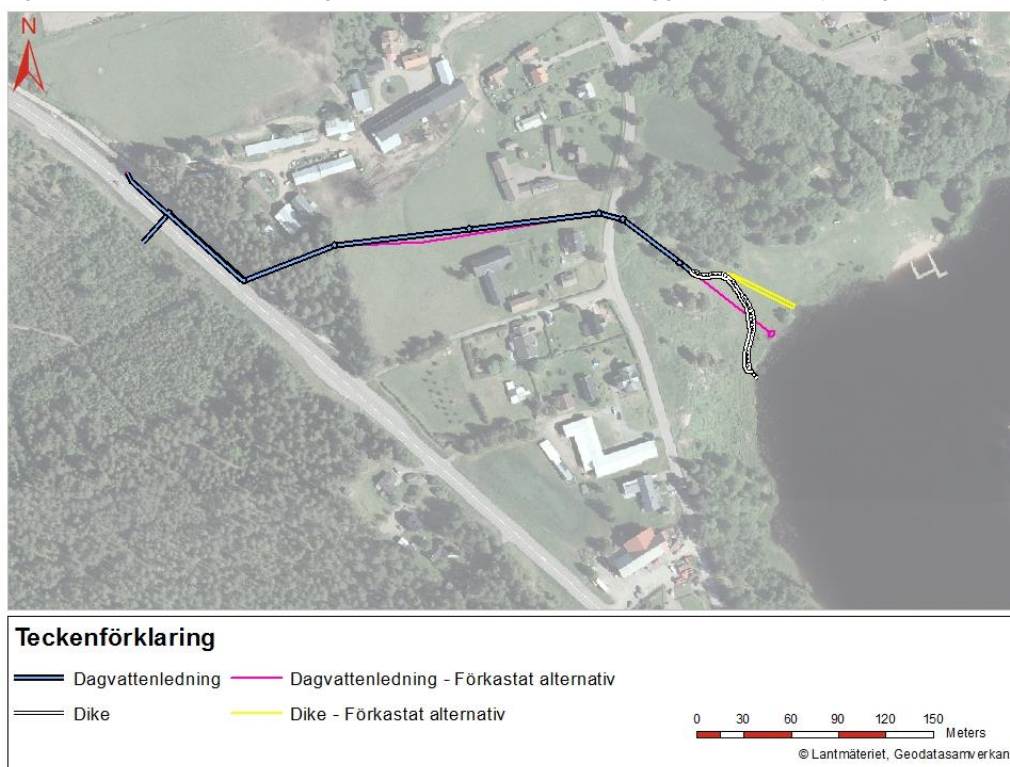 N
Teckenförklaring
Dagvattenledning
Dagvattenledning - Förkastat alternativ
Dike
Dike - Förkastat alternativ
0 30 60 90 120 150
Meters
© Lantmäteriet, Geodatasamverkan